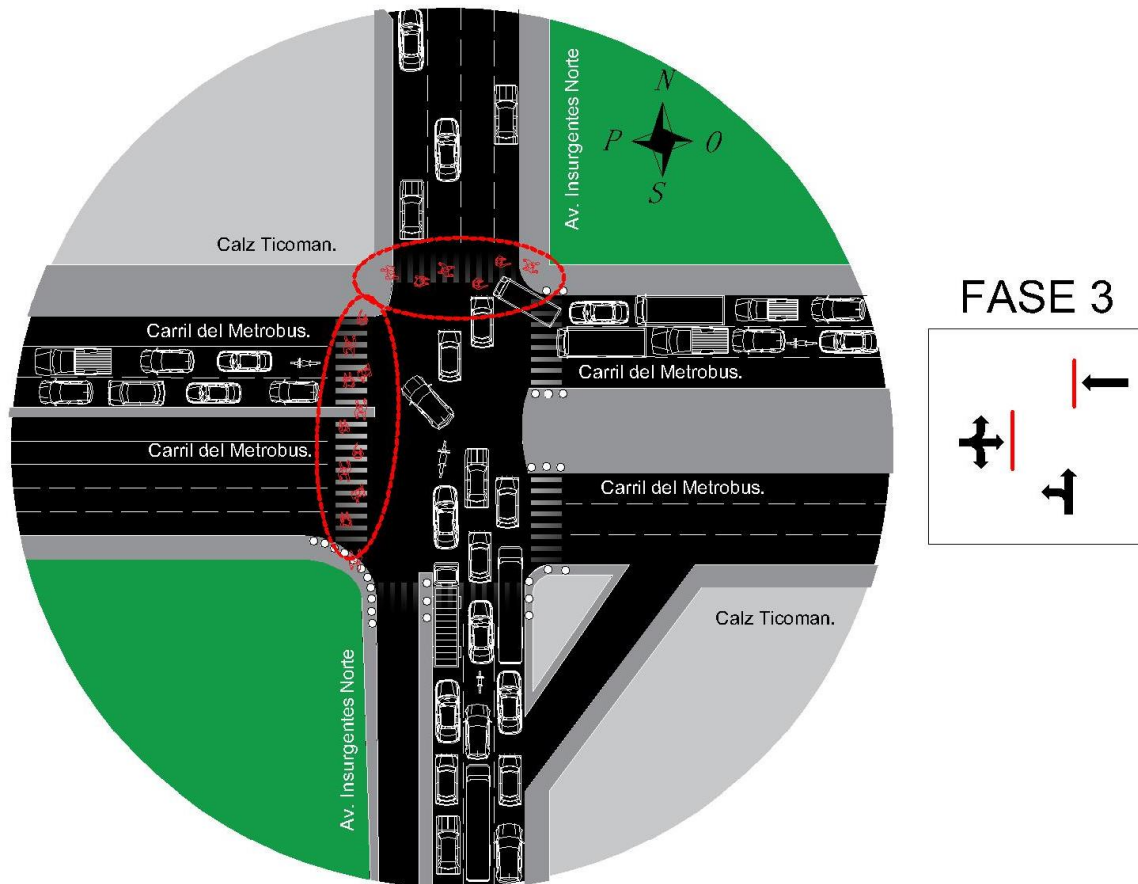 Av. Insurgentes Norte
N
P
O
S
Calz Ticoman.
Carril del Metrobus.
Carril del Metrobus.
Carril del Metrobus.
Carril del Metrobus.
Calz Ticoman.
Av. Insurgentes Norte
FASE 3